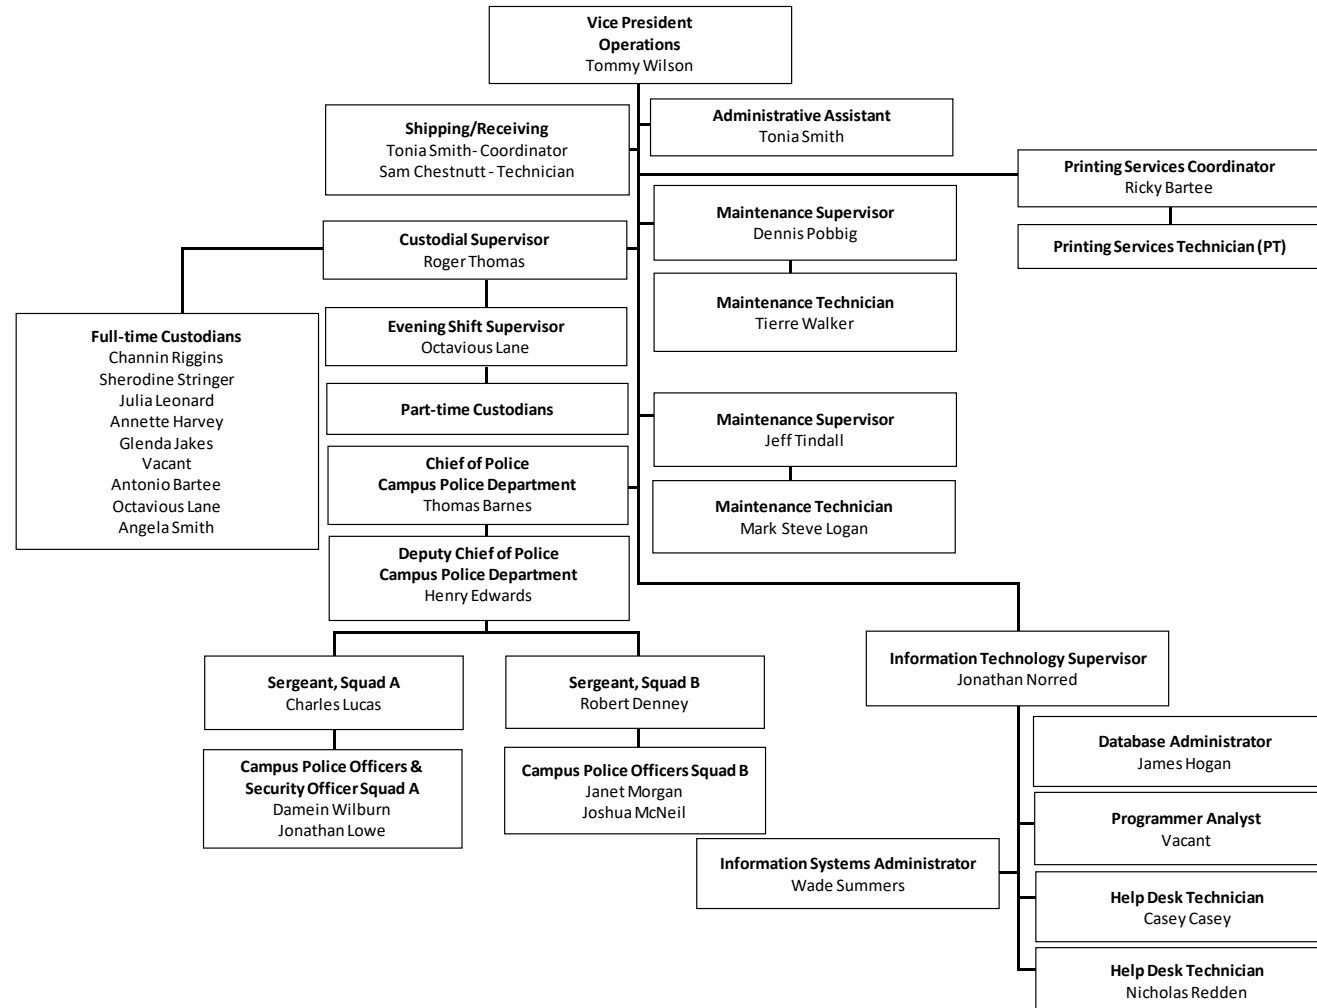 Vice President
Operations
Tommy Wilson
Administrative Assistant
Tonia Smith
Shipping/Receiving
Tonia Smith- Coordinator
Sam Chestnutt - Technician
Printing Services Coordinator
Ricky Bartee
Printing Services Technician (PT)
Maintenance Supervisor
Dennis Pobbig
Maintenance Technician
Tierre Walker
Custodial Supervisor
Roger Thomas
Full-time Custodians
Channin Riggins
Sherodine Stringer
Julia Leonard
Annette Harvey
Glenda Jakes
Vacant
Antonio Bartee
Octavious Lane
Angela Smith
Evening Shift Supervisor
Octavious Lane
Part-time Custodians
Maintenance Supervisor
Jeff Tindall
Maintenance Technician
Mark Steve Logan
Chief of Police
Campus Police Department
Thomas Barnes
Deputy Chief of Police
Campus Police Department
Henry Edwards
Sergeant, Squad A
Charles Lucas
Campus Police Officers &
Security Officer Squad A
Damein Wilburn
Jonathan Lowe
Sergeant, Squad B
Robert Denney
Campus Police Officers Squad B
Janet Morgan
Joshua McNeil
Information Technology Supervisor
Jonathan Norred
Database Administrator
James Hogan
Programmer Analyst
Vacant
Information Systems Administrator
Wade Summers
Help Desk Technician
Casey Casey
Help Desk Technician
Nicholas Redden